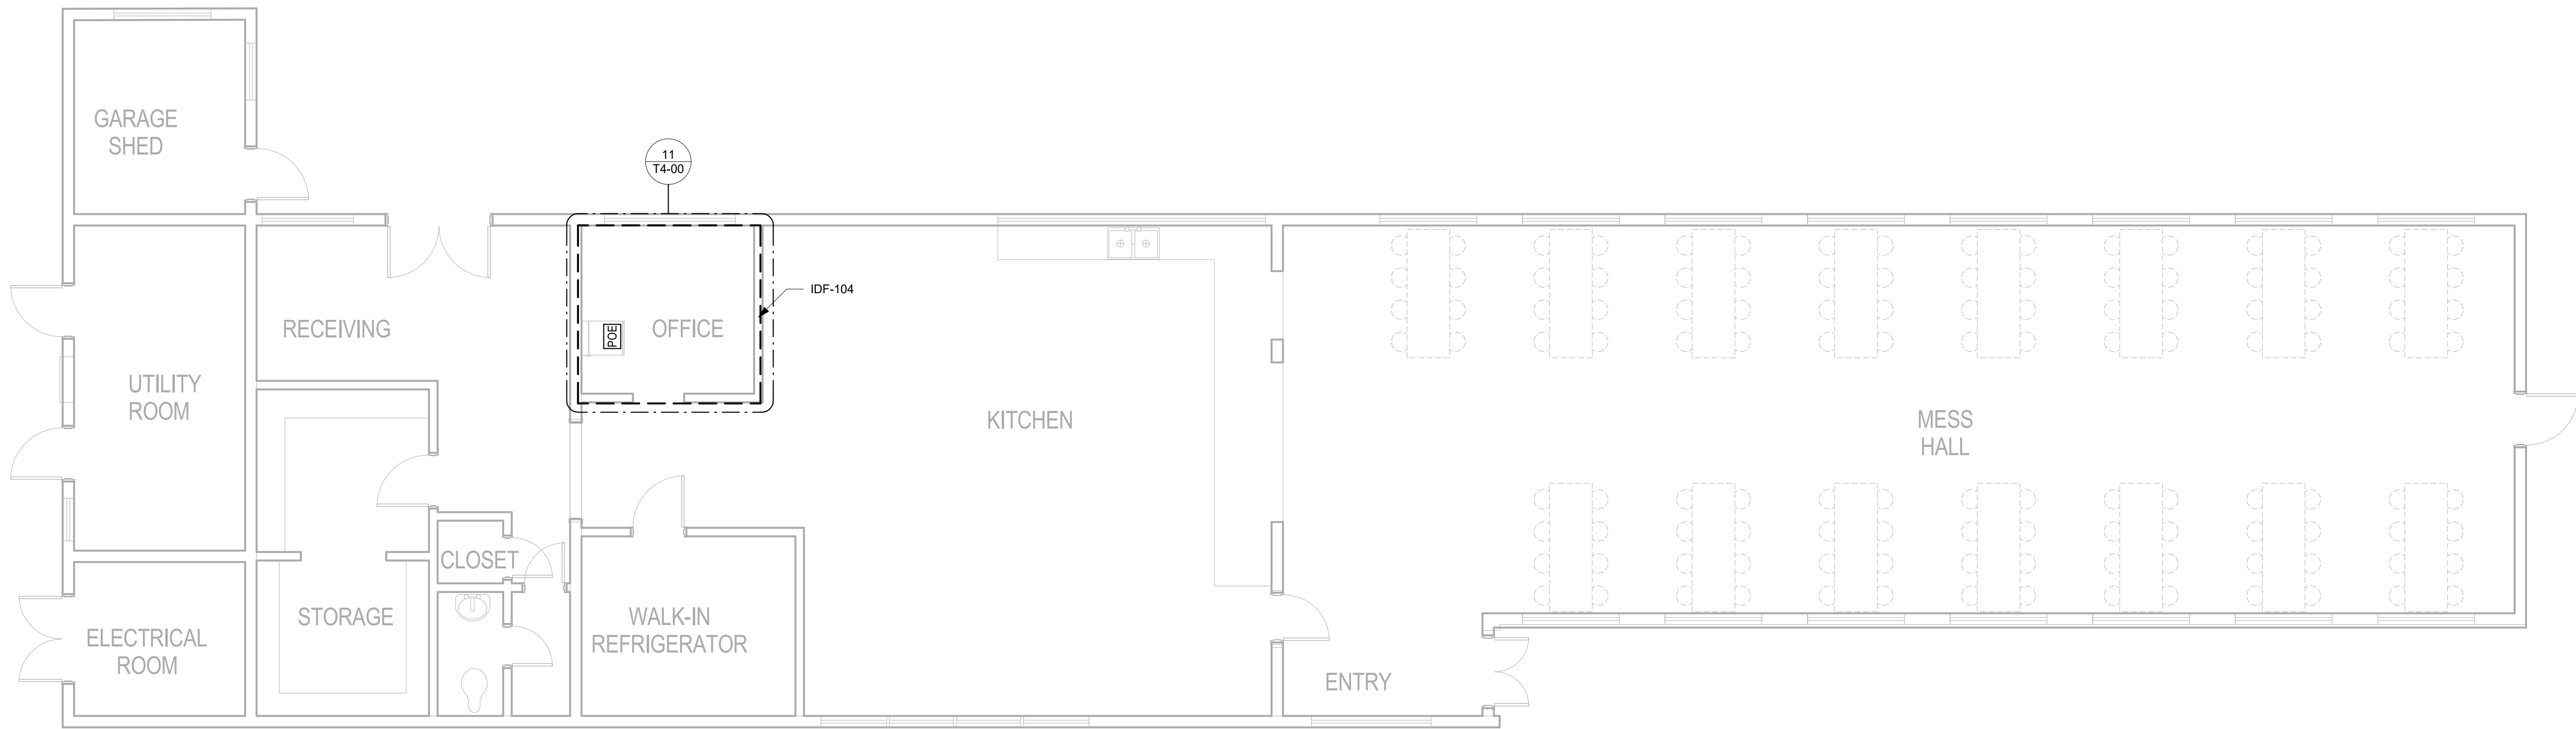 GARAGE
SHED
11
T4-00
IDF-104
RECEIVING
POE
OFFICE
UTILITY
ROOM
KITCHEN
MESS
HALL
CLOSET
STORAGE
WALK-IN
REFRIGERATOR
ELECTRICAL
ROOM
ENTRY